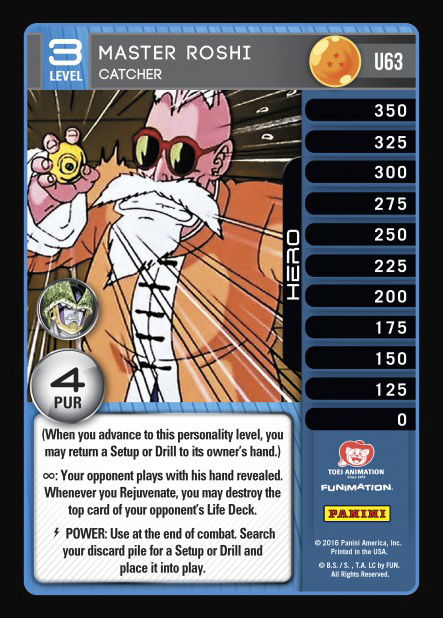 3
LEVEL
MASTER ROSHI
CATCHER
U63
350
325
300
275
250
225
200
175
150
125
0
HERO
4
PUR
(When you advance to this personality level, you
may return a Setup or Drill to its owner's hand.)
∞: Your opponent plays with his hand revealed.
Whenever you Rejuvenate, you may destroy the
top card of your opponent's Life Deck.
POWER: Use at the end of combat. Search
your discard pile for a Setup or Drill and
place it into play.
TOEI ANIMATION
Since 1956
FUNIMATION.
PANINI
© 2016 Panini America, Inc.
Printed in the USA.
© B.S./ S. , T.A. LC by FUN.
All Rights Reserved.